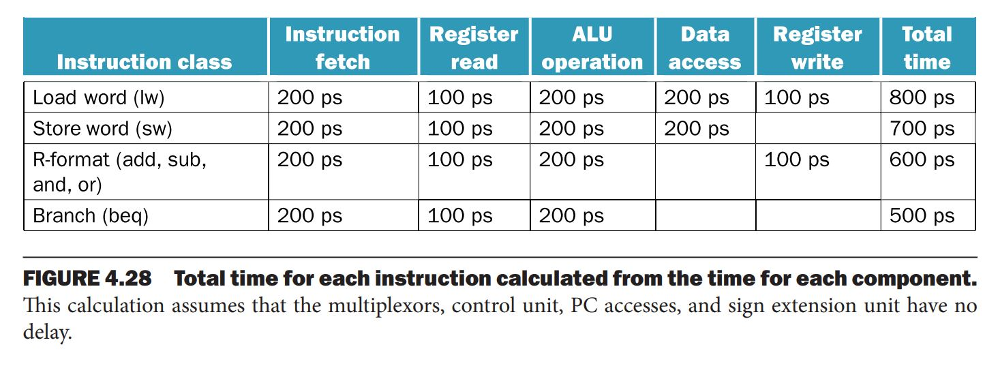 Instruction class Instruction fetch Register read ALU operation Data access Register write Total time
Load word (lw) 200 ps 100 ps 200 ps 200 ps 100 ps 800 ps
Store word (sw) 200 ps 100 ps 200 ps 200 ps 700 ps
R-format (add, sub, and, or) 200 ps 100 ps 200 ps 100 ps 600 ps
Branch (beq) 200 ps 100 ps 200 ps 500 ps
FIGURE 4.28 Total time for each instruction calculated from the time for each component.
This calculation assumes that the multiplexors, control unit, PC accesses, and sign extension unit have no
delay.